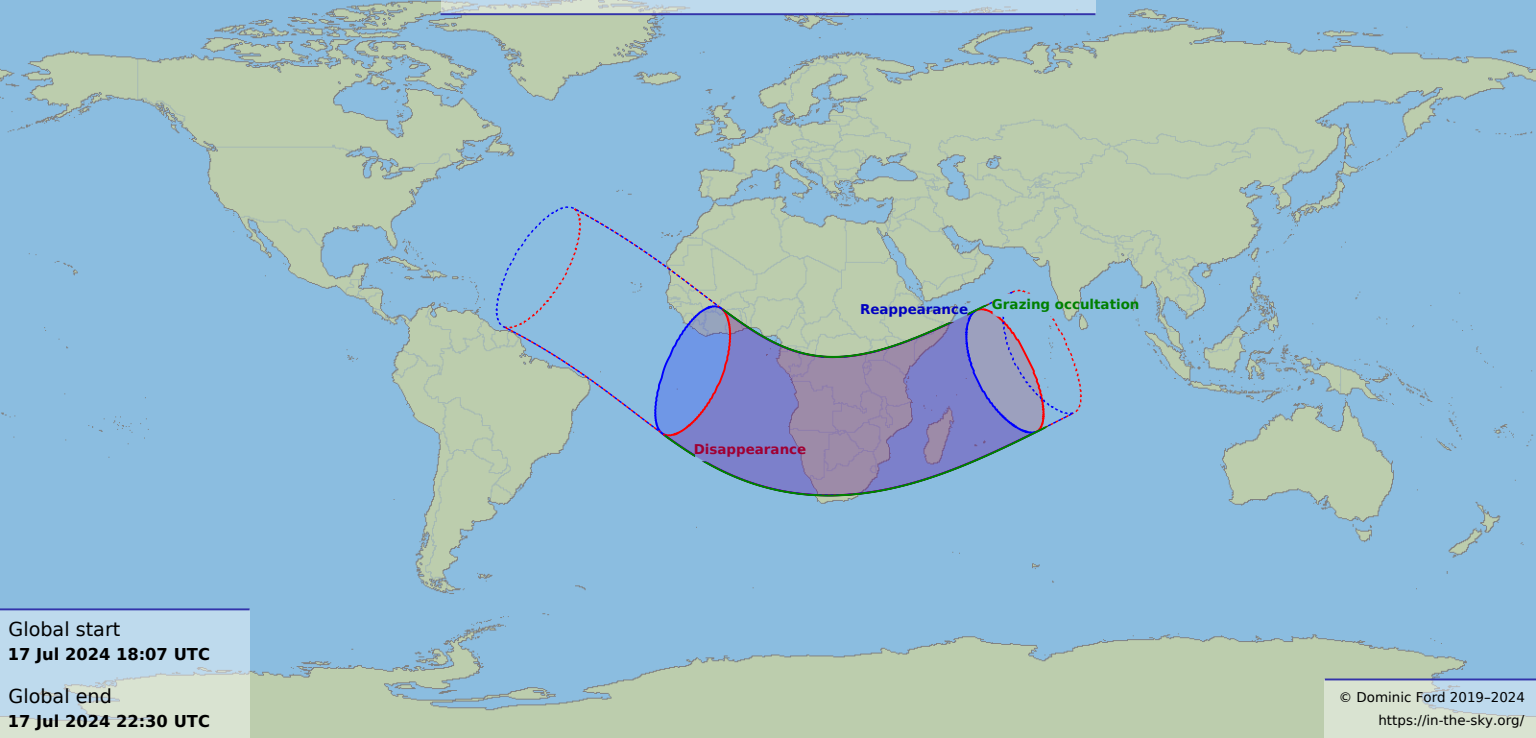 Reappearance
Grazing occultation
Disappearance
Global start
17 Jul 2024 18:07 UTC
Global end
17 Jul 2024 22:30 UTC
© Dominic Ford 2019–2024
https://in-the-sky.org/